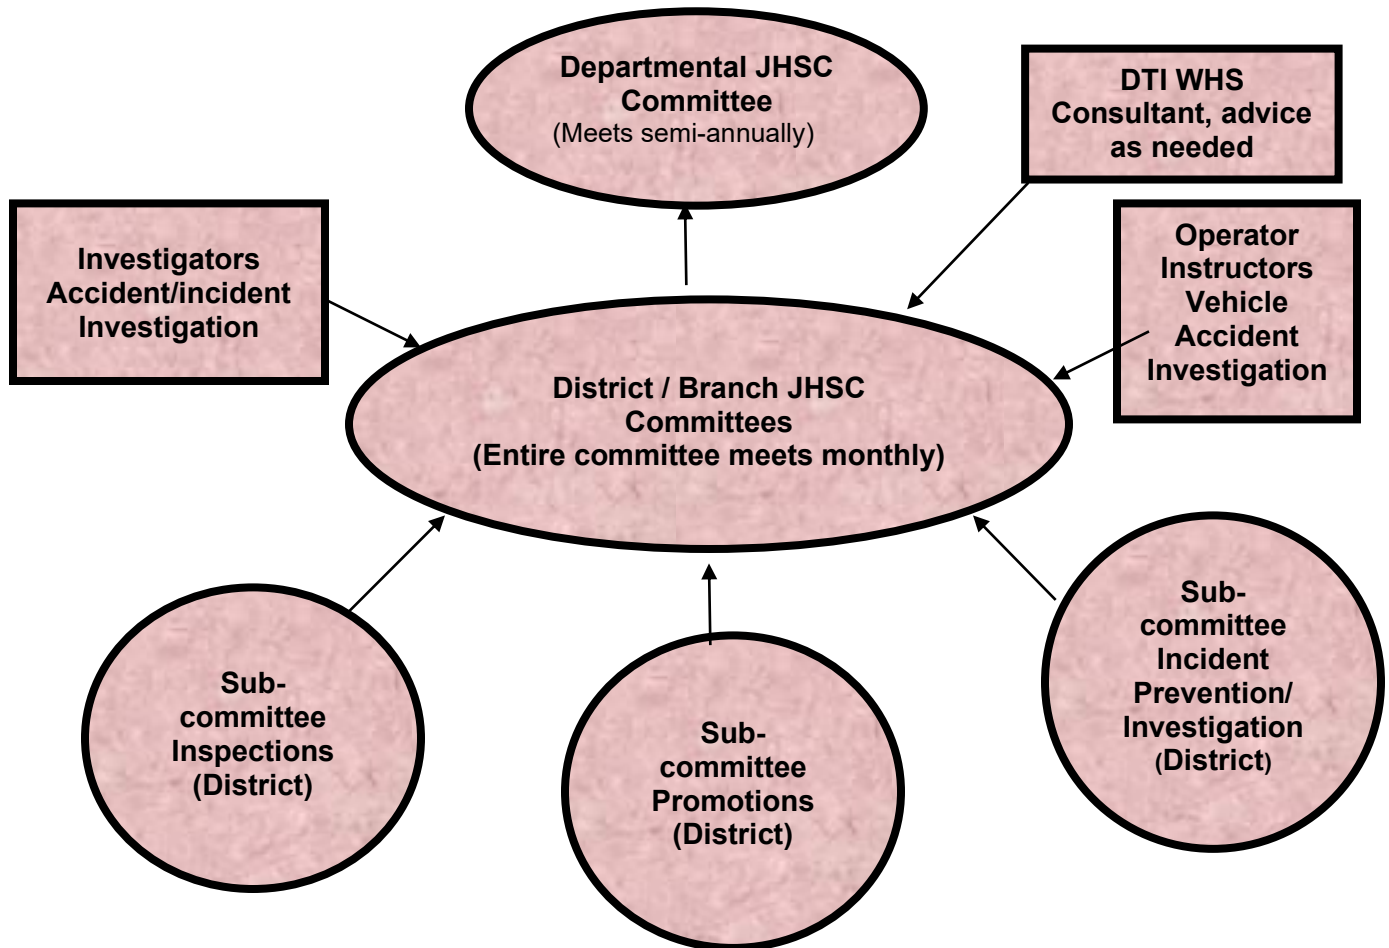 Departmental JHSC
Committee
(Meets semi-annually)
DTI WHS
Consultant, advice
as needed
Investigators
Accident/incident
Investigation
Operator
Instructors
Vehicle
Accident
Investigation
District / Branch JHSC
Committees
(Entire committee meets monthly)
Sub-
committee
Inspections
(District)
Sub-
committee
Promotions
(District)
Sub-
committee
Incident
Prevention/
Investigation
(District)